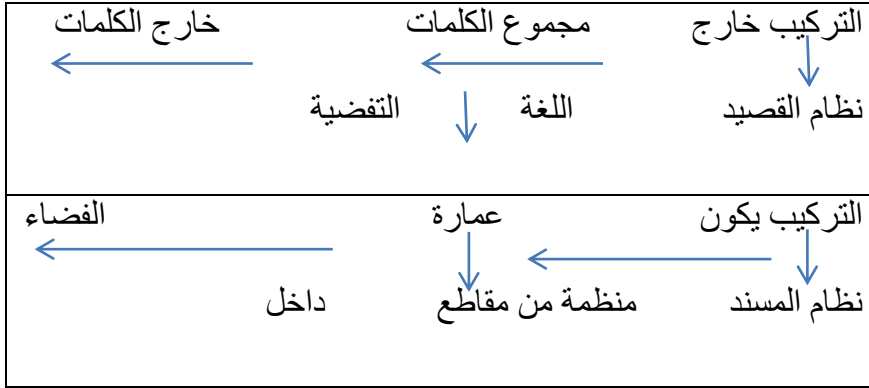 التركيب خارج مجموع الكلمات خارج الكلمات
نظام القصيد اللغة التفضية
التركيب يكون عمارة الفضاء
نظام المسند منظمة من مقاطع داخل